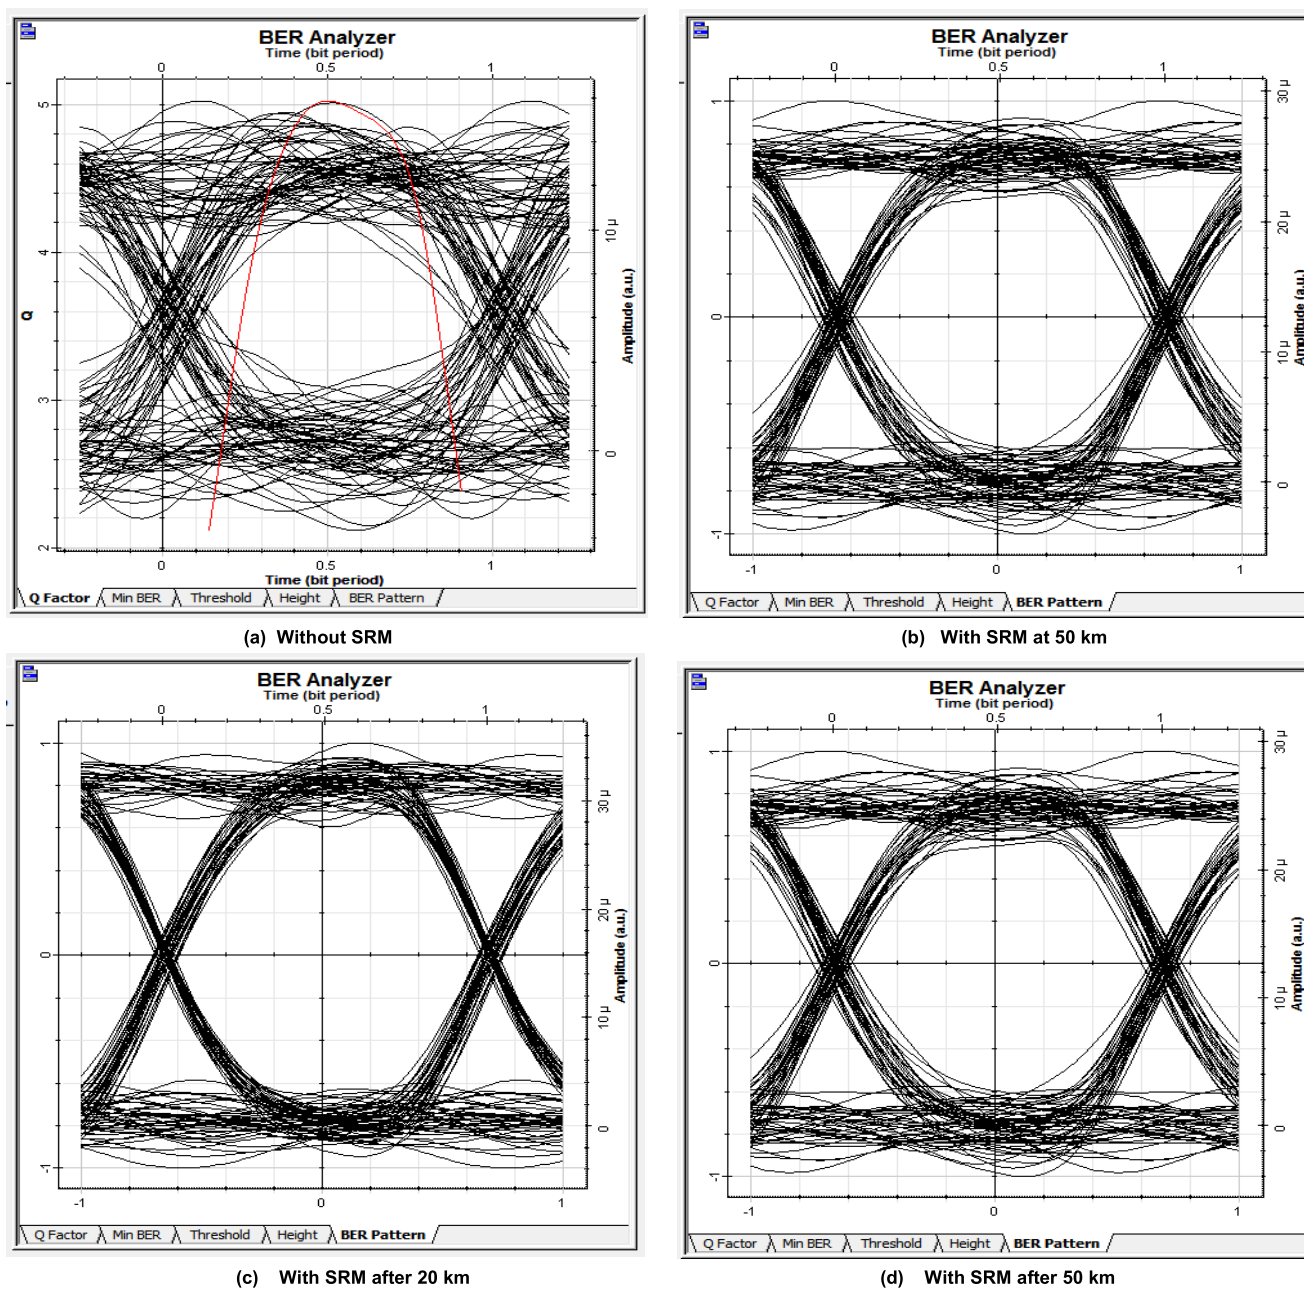 BER Analyzer
Time (bit period)
0 0.5 1
5
4
3
2
Q
10 µ
0
Amplitude (a.u.)
0 0.5 1
Time (bit period)
Q Factor Min BER Threshold Height BER Pattern
(a) Without SRM
BER Analyzer
Time (bit period)
0 0.5 1
1
0
-1
30 µ
20 µ
10 µ
0
Amplitude (a.u.)
-1 0 1
Q Factor Min BER Threshold Height BER Pattern
(b) With SRM at 50 km
BER Analyzer
Time (bit period)
0 0.5 1
1
0
-1
30 µ
20 µ
10 µ
0
Amplitude (a.u.)
-1 0 1
Q Factor Min BER Threshold Height BER Pattern
(c) With SRM after 20 km
BER Analyzer
Time (bit period)
0 0.5 1
1
0
-1
30 µ
20 µ
10 µ
0
Amplitude (a.u.)
-1 0 1
Q Factor Min BER Threshold Height BER Pattern
(d) With SRM after 50 km